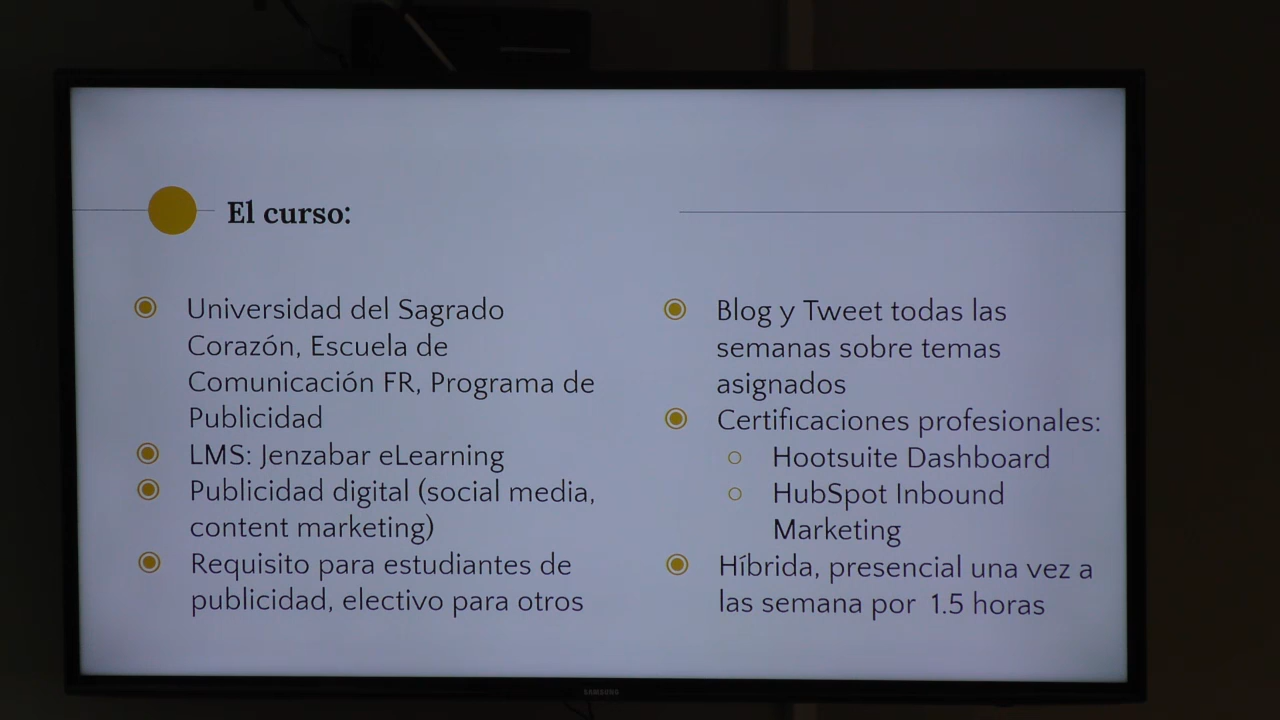 El curso:
Universidad del Sagrado
Corazón, Escuela de
Comunicación FR, Programa de
Publicidad
LMS: Jenzabar eLearning
Publicidad digital (social media,
content marketing)
Requisito para estudiantes de
publicidad, electivo para otros
Blog y Tweet todas las
semanas sobre temas
asignados
Certificaciones profesionales:
Hootsuite Dashboard
HubSpot Inbound
Marketing
Híbrida, presencial una vez a
las semana por 1.5 horas
SAMSUNG